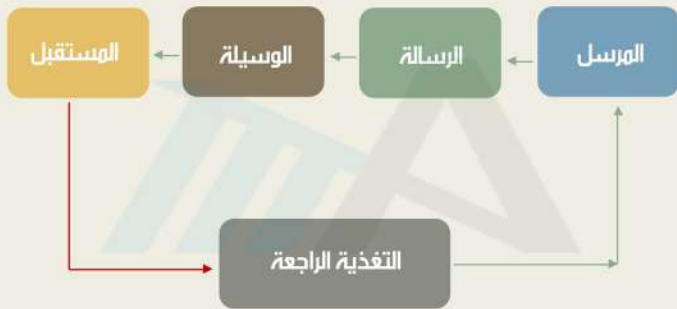 المرسل
الرسالة
الوسيلة
المستقبل
التغذية الراجعة